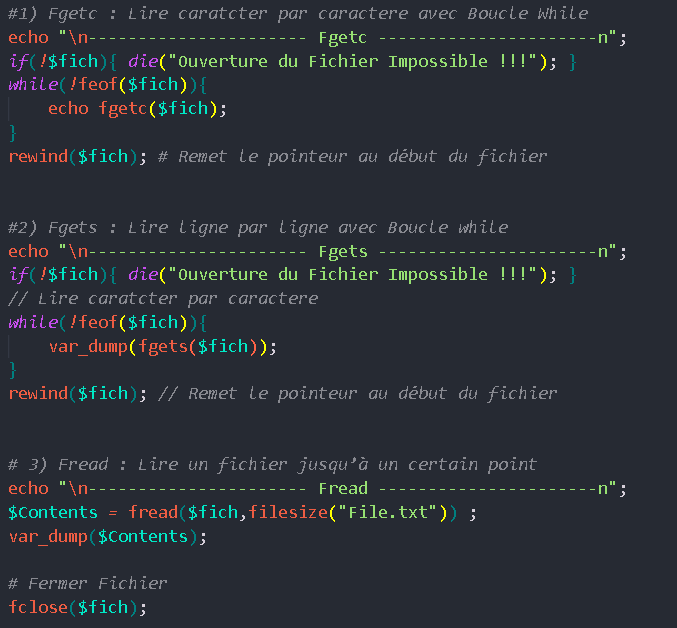 #1) Fgetc : Lire caratcter par caractere avec Boucle While
echo "\n---------------------- Fgetc ----------------------n";
if(!$fich){ die("Ouverture du Fichier Impossible !!!"); }
while(!feof($fich)){
    echo fgetc($fich);
}
rewind($fich); # Remet le pointeur au début du fichier
#2) Fgets : Lire ligne par ligne avec Boucle while
echo "\n---------------------- Fgets ----------------------n";
if(!$fich){ die("Ouverture du Fichier Impossible !!!"); }
// Lire caratcter par caractere
while(!feof($fich)){
    var_dump(fgets($fich));
}
rewind($fich); // Remet le pointeur au début du fichier
# 3) Fread : Lire un fichier jusqu’à un certain point
echo "\n---------------------- Fread ----------------------n";
$Contents = fread($fich,filesize("File.txt")) ;
var_dump($Contents);
# Fermer Fichier
fclose($fich);